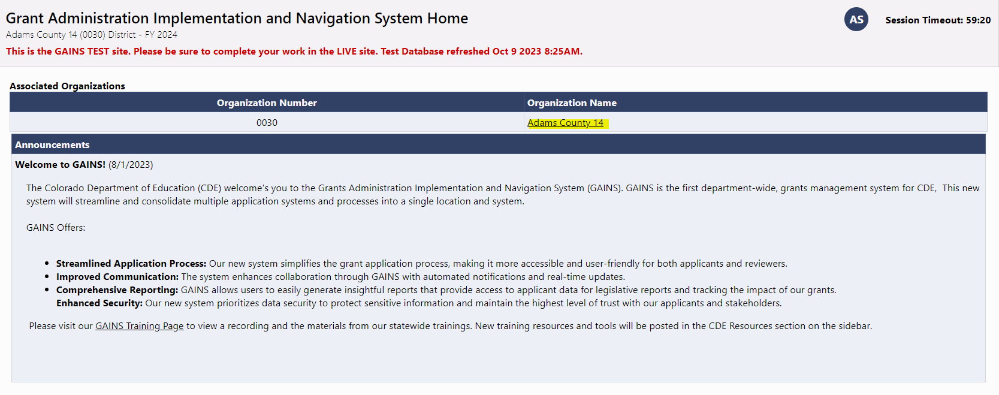 Grant Administration Implementation and Navigation System Home
AS
Session Timeout: 59:20
Adams County 14 (0030) District - FY 2024
This is the GAINS TEST site. Please be sure to complete your work in the LIVE site. Test Database refreshed Oct 9 2023 8:25AM.
Associated Organizations
Organization Number
Organization Name
0030
Adams County 14
Announcements
Welcome to GAINS! (8/1/2023)
The Colorado Department of Education (CDE) welcome's you to the Grants Administration Implementation and Navigation System (GAINS). GAINS is the first department-wide, grants management system for CDE,  This new
system will streamline and consolidate multiple application systems and processes into a single location and system.
GAINS Offers:
• Streamlined Application Process: Our new system simplifies the grant application process, making it more accessible and user-friendly for both applicants and reviewers.
• Improved Communication: The system enhances collaboration through GAINS with automated notifications and real-time updates.
• Comprehensive Reporting: GAINS allows users to easily generate insightful reports that provide access to applicant data for legislative reports and tracking the impact of our grants.
Enhanced Security: Our new system prioritizes data security to protect sensitive information and maintain the highest level of trust with our applicants and stakeholders.
Please visit our GAINS Training Page to view a recording and the materials from our statewide trainings. New training resources and tools will be posted in the CDE Resources section on the sidebar.